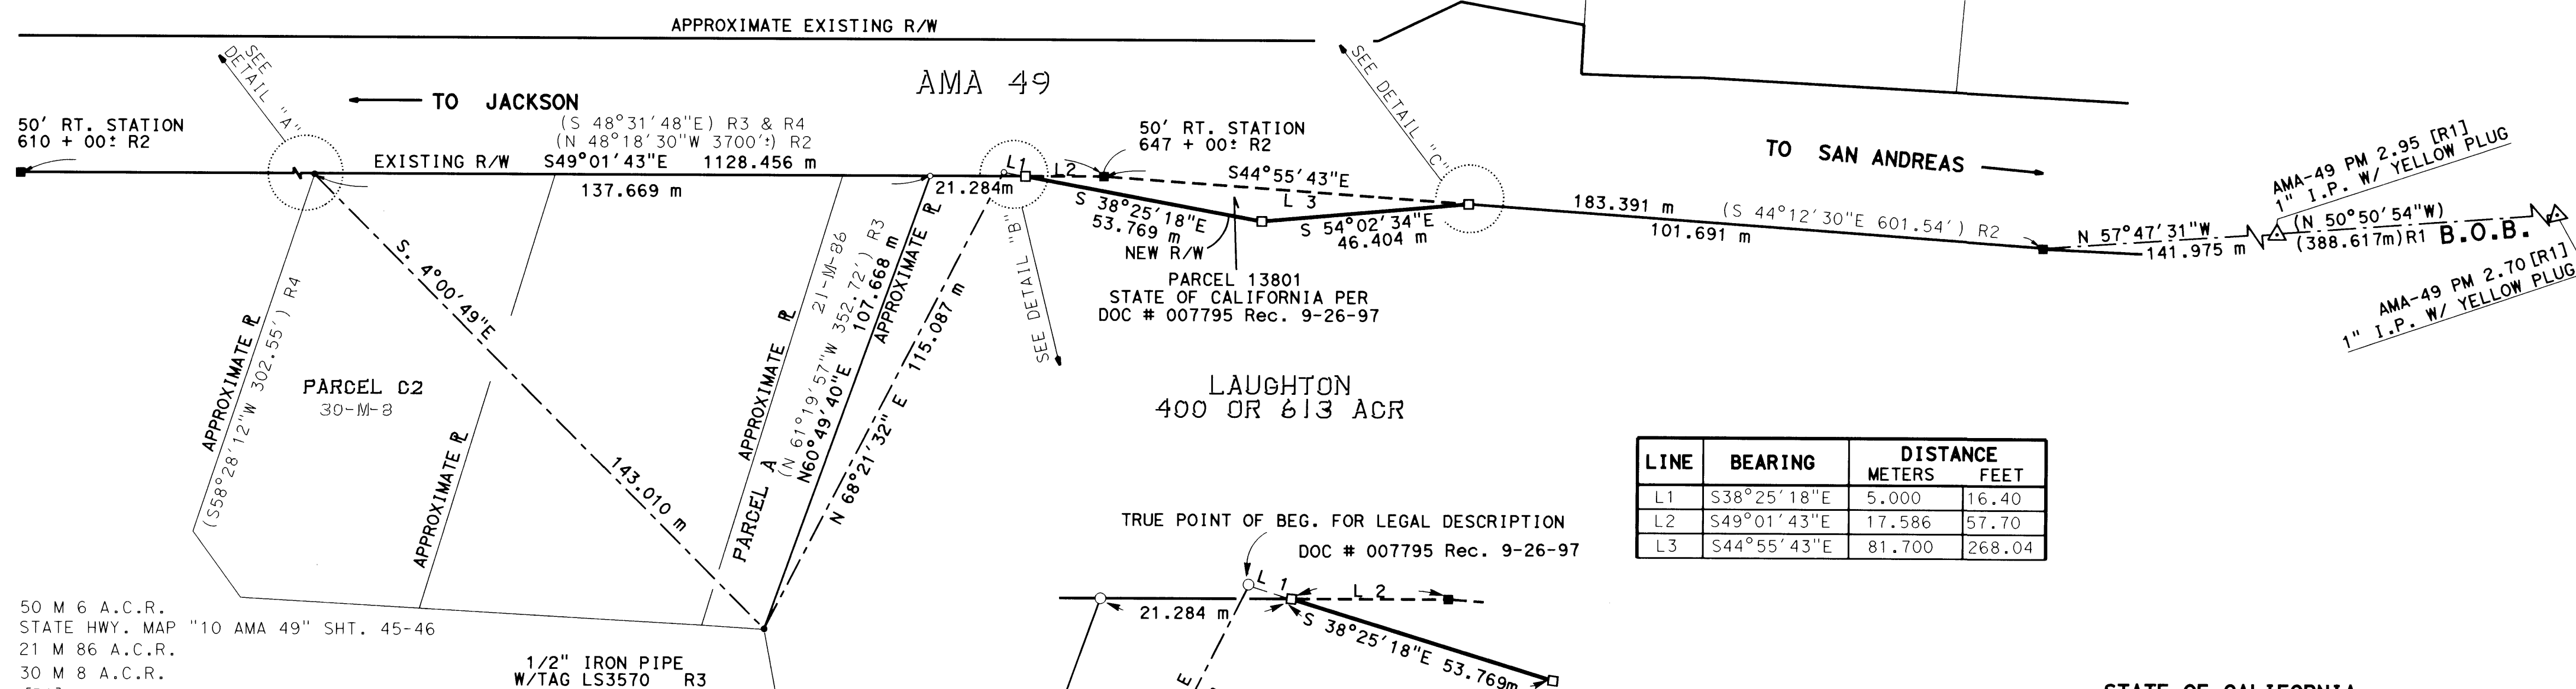 APPROXIMATE EXISTING R/W
SEE
DETAIL "A"
AMA 49
SEE DETAIL "C"
TO JACKSON
50' RT. STATION
610 + 00± R2
(S 48°31'48"E) R3 & R4
(N 48°18'30"W 3700'±) R2
EXISTING R/W S49°01'43"E 1128.456 m
137.669 m
21.284m
L1
L2
50' RT. STATION
647 + 00± R2
S44°55'43"E
L 3
S 38°25'18"E
53.769 m
NEW R/W
S 54°02'34"E
46.404 m
TO SAN ANDREAS
183.391 m
(S 44°12'30"E 601.54') R2
101.691 m
N 57°47'31"W
141.975 m
AMA-49 PM 2.95 [R1]
1" I.P. W/ YELLOW PLUG
(N 50°50'54"W)
(388.617m)R1
B.O.B.
AMA-49 PM 2.70 [R1]
1" I.P. W/ YELLOW PLUG
PARCEL 13801
STATE OF CALIFORNIA PER
DOC # 007795 Rec. 9-26-97
SEE DETAIL "B"
S. 4°00'49"E
143.010 m
APPROXIMATE PL
(S58°28'12"W 302.55') R4
PARCEL C2
30-M-8
APPROXIMATE PL
APPROXIMATE PL
21-M-86
PARCEL A
(N 61°19'57"W 352.72') R3
N60°49'40"E 107.668 m
APPROXIMATE PL
N 68°21'32" E 115.087 m
LAUGHTON
400 OR 613 ACR
LINE BEARING DISTANCE
METERS FEET
L1 S38°25'18"E 5.000 16.40
L2 S49°01'43"E 17.586 57.70
L3 S44°55'43"E 81.700 268.04
TRUE POINT OF BEG. FOR LEGAL DESCRIPTION
DOC # 007795 Rec. 9-26-97
L 1
L 2
21.284 m
S 38°25'18"E 53.769m
E
50 M 6 A.C.R.
STATE HWY. MAP "10 AMA 49" SHT. 45-46
21 M 86 A.C.R.
30 M 8 A.C.R.
1/2" IRON PIPE
W/TAG LS3570 R3
STATE OF CALIFORNIA